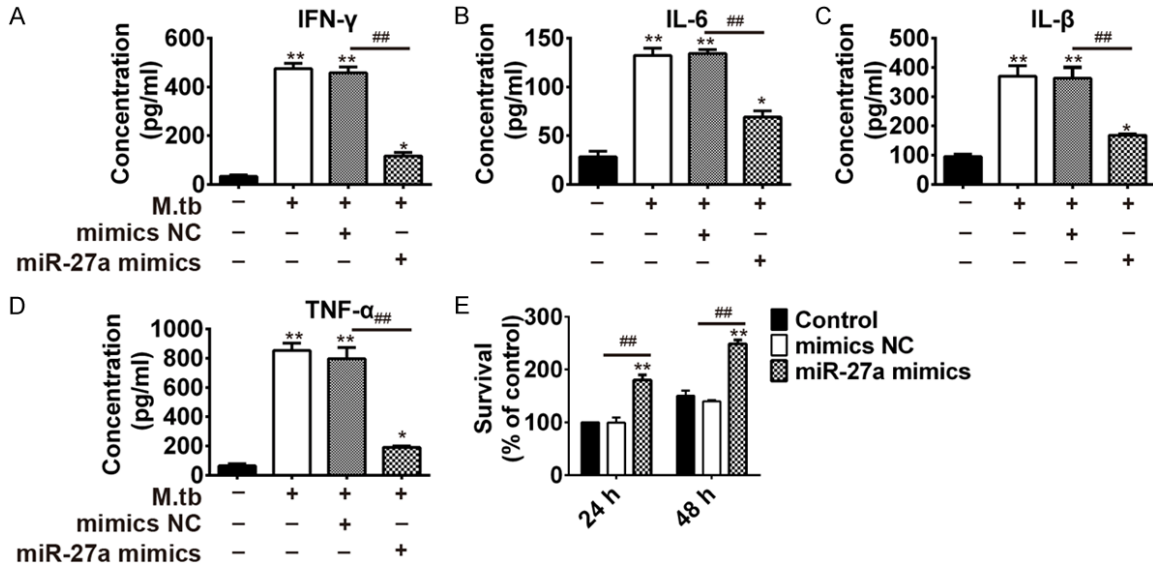 A
IFN-γ
Concentration
(pg/ml)
600
400
200
0
**
**
##
*
M.tb – + + +
mimics NC – – + –
miR-27a mimics – – – +
B
IL-6
Concentration
(pg/ml)
150
100
50
0
**
**
##
*
– + + +
– – + –
– – – +
C
IL-β
Concentration
(pg/ml)
500
400
300
200
100
0
**
**
##
*
– + + +
– – + –
– – – +
D
TNF-α
Concentration
(pg/ml)
1000
800
600
400
200
0
**
**
##
*
M.tb – + + +
mimics NC – – + –
miR-27a mimics – – – +
E
Survival
(% of control)
300
200
100
0
##
**
##
**
24 h
48 h
Control
mimics NC
miR-27a mimics